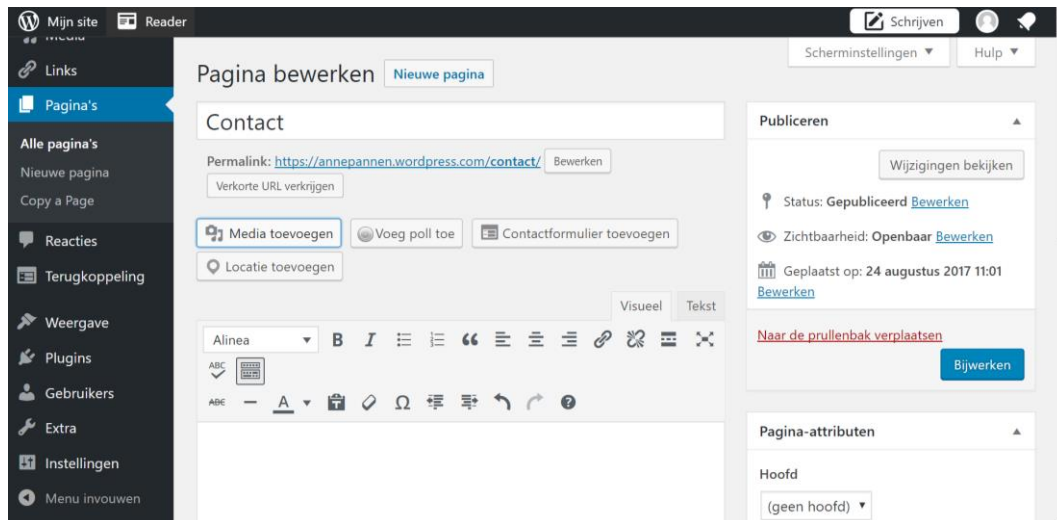 Mijn site Reader Schrijven
Media
Links
Pagina's
Alle pagina's
Nieuwe pagina
Copy a Page
Reacties
Terugkoppeling
Weergave
Plugins
Gebruikers
Extra
Instellingen
Menu invouwen
Scherminstellingen Hulp
Pagina bewerken Nieuwe pagina
Contact
Permalink: https://annepannen.wordpress.com/contact/ Bewerken
Verkorte URL verkrijgen
Media toevoegen Voeg poll toe Contactformulier toevoegen
Locatie toevoegen
Visueel Tekst
Alinea B I
ABC
ABE A Ω
Publiceren
Wijzigingen bekijken
Status: Gepubliceerd Bewerken
Zichtbaarheid: Openbaar Bewerken
Geplaatst op: 24 augustus 2017 11:01
Bewerken
Naar de prullenbak verplaatsen
Bijwerken
Pagina-attributen
Hoofd
(geen hoofd)